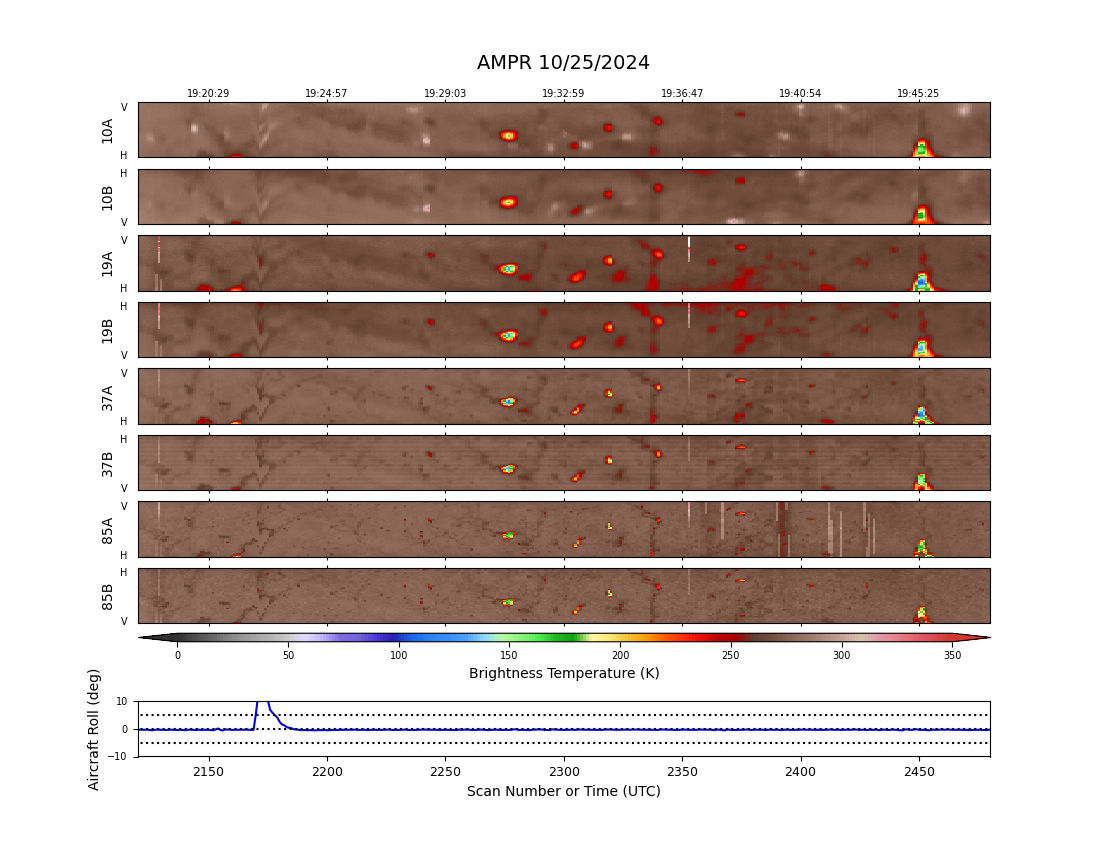 AMPR 10/25/2024
19:20:29 19:24:57 19:29:03 19:32:59 19:36:47 19:40:54 19:45:25
V
10A
H
H
10B
V
V
19A
H
H
19B
V
V
37A
H
H
37B
V
V
85A
H
H
85B
V
0 50 100 150 200 250 300 350
Brightness Temperature (K)
Aircraft Roll (deg)
10
0
−10
2150 2200 2250 2300 2350 2400 2450
Scan Number or Time (UTC)